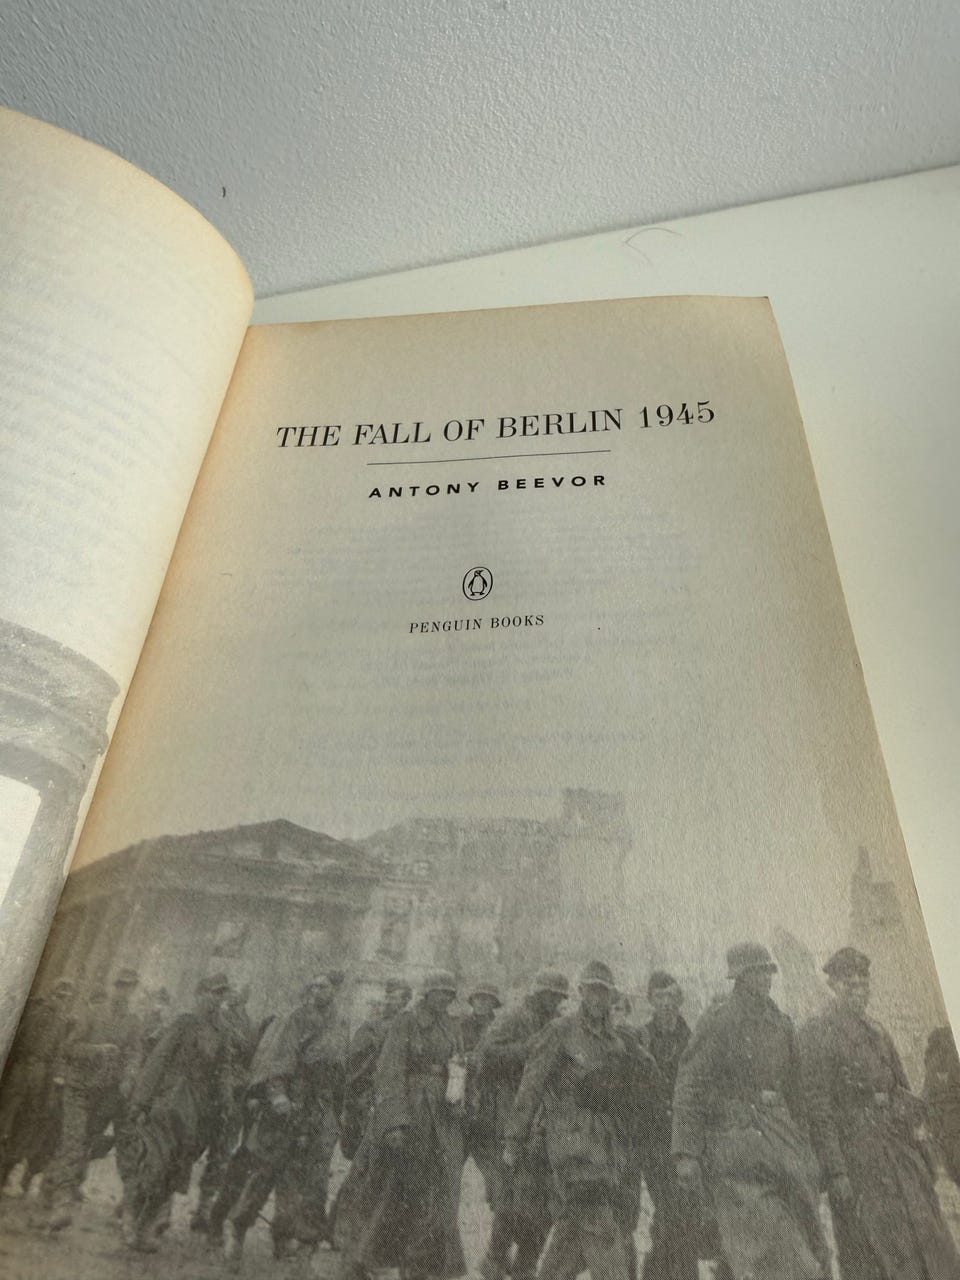 THE FALL OF BERLIN 1945
ANTONY BEEVOR
PENGUIN BOOKS